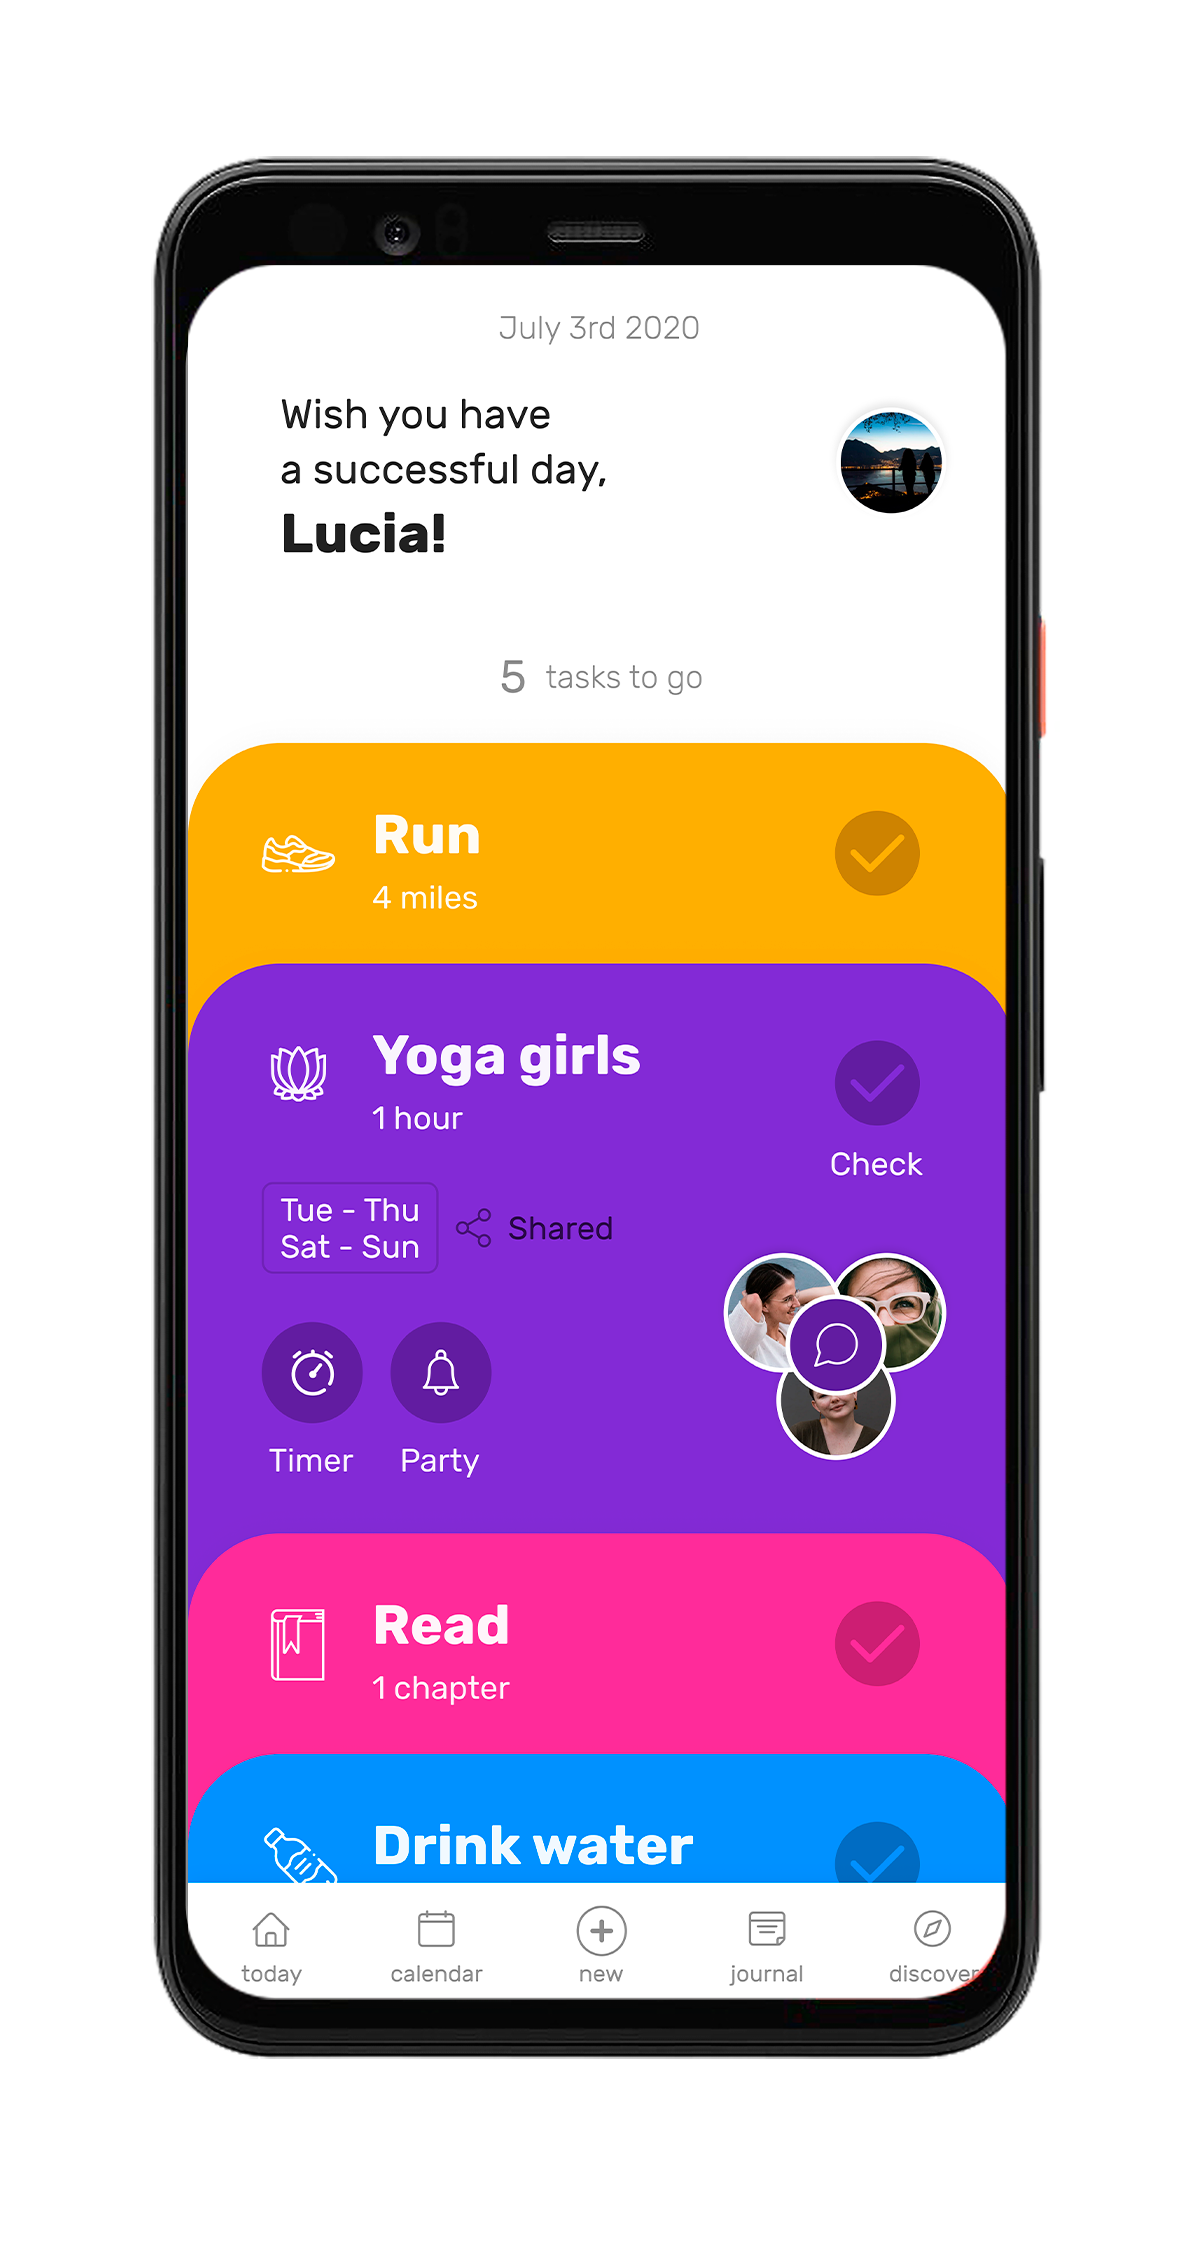 July 3rd 2020
Wish you have
a successful day,
Lucia!
5 tasks to go
Run
4 miles
Yoga girls
1 hour
Check
Tue - Thu
Sat - Sun
Shared
Timer
Party
Read
1 chapter
Drink water
today
calendar
new
journal
discover